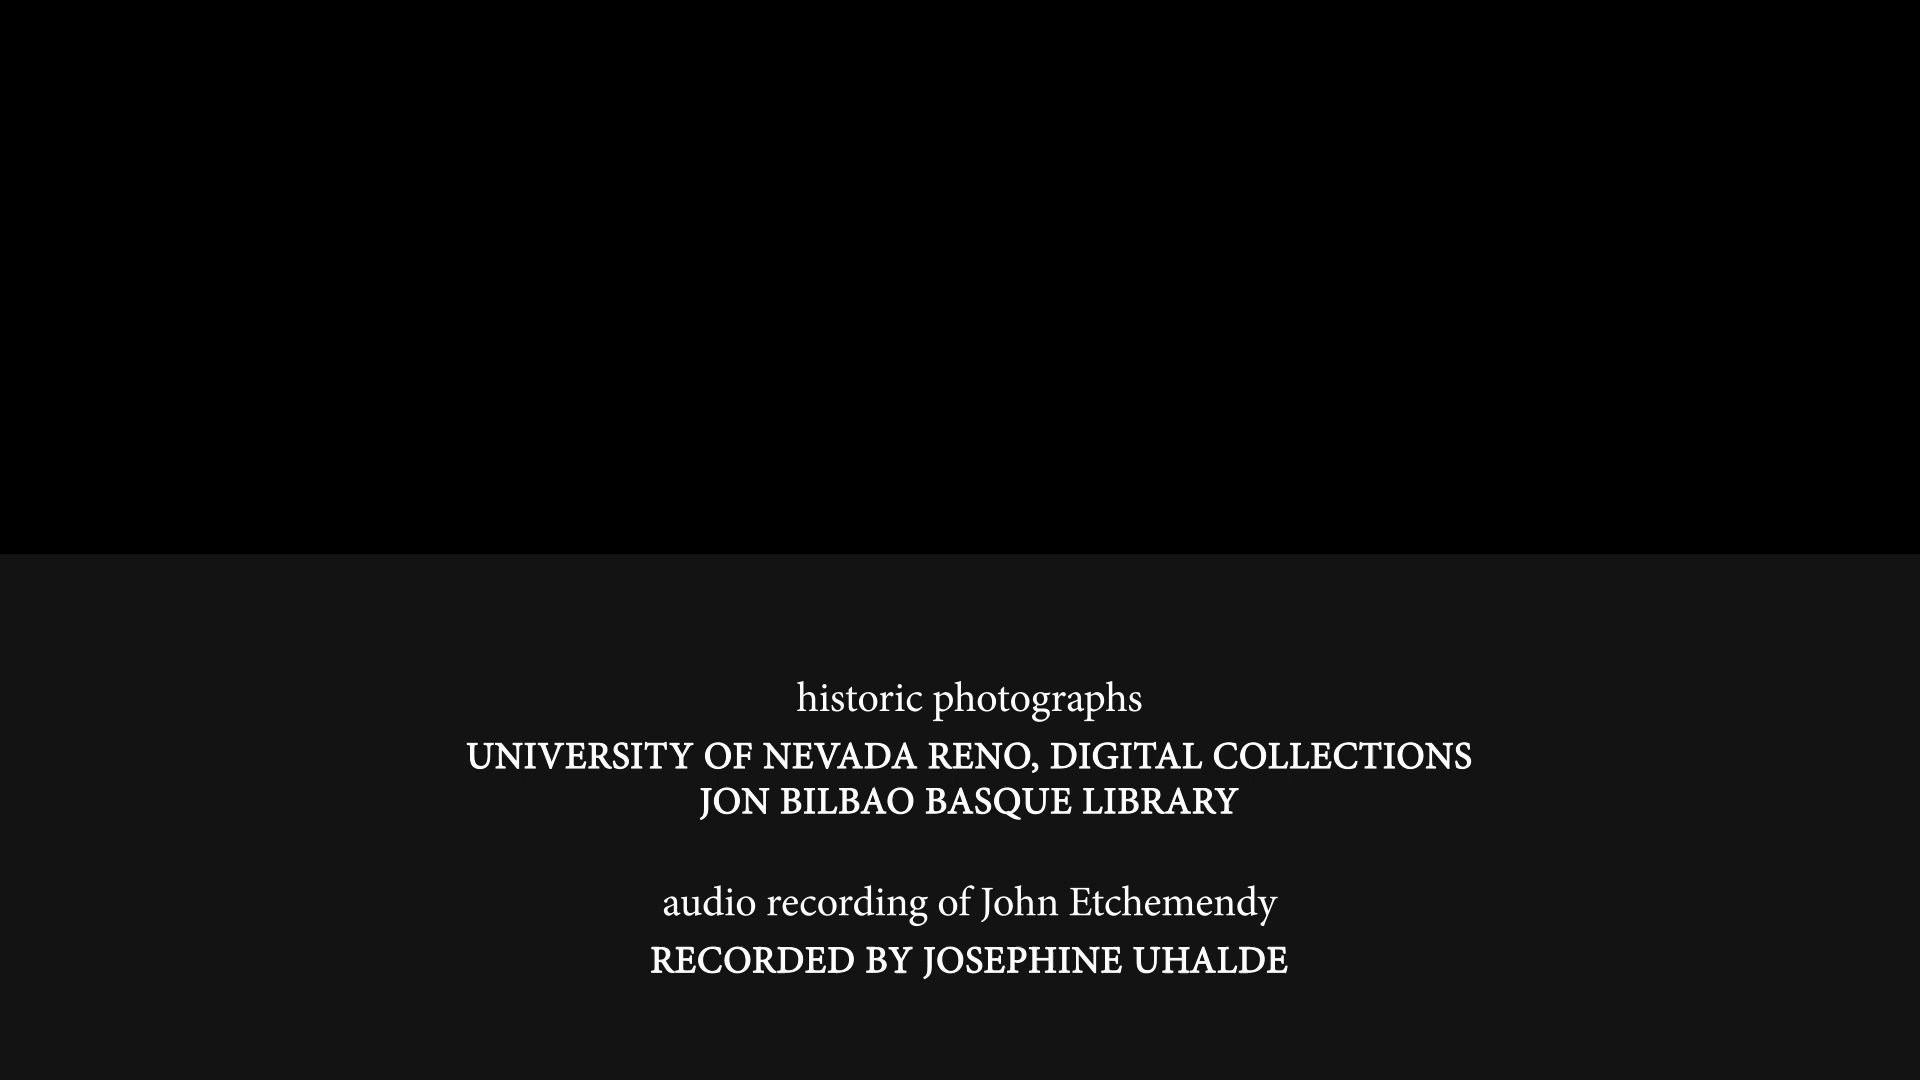 historic photographs
UNIVERSITY OF NEVADA RENO, DIGITAL COLLECTIONS
JON BILBAO BASQUE LIBRARY
audio recording of John Etchemendy
RECORDED BY JOSEPHINE UHALDE